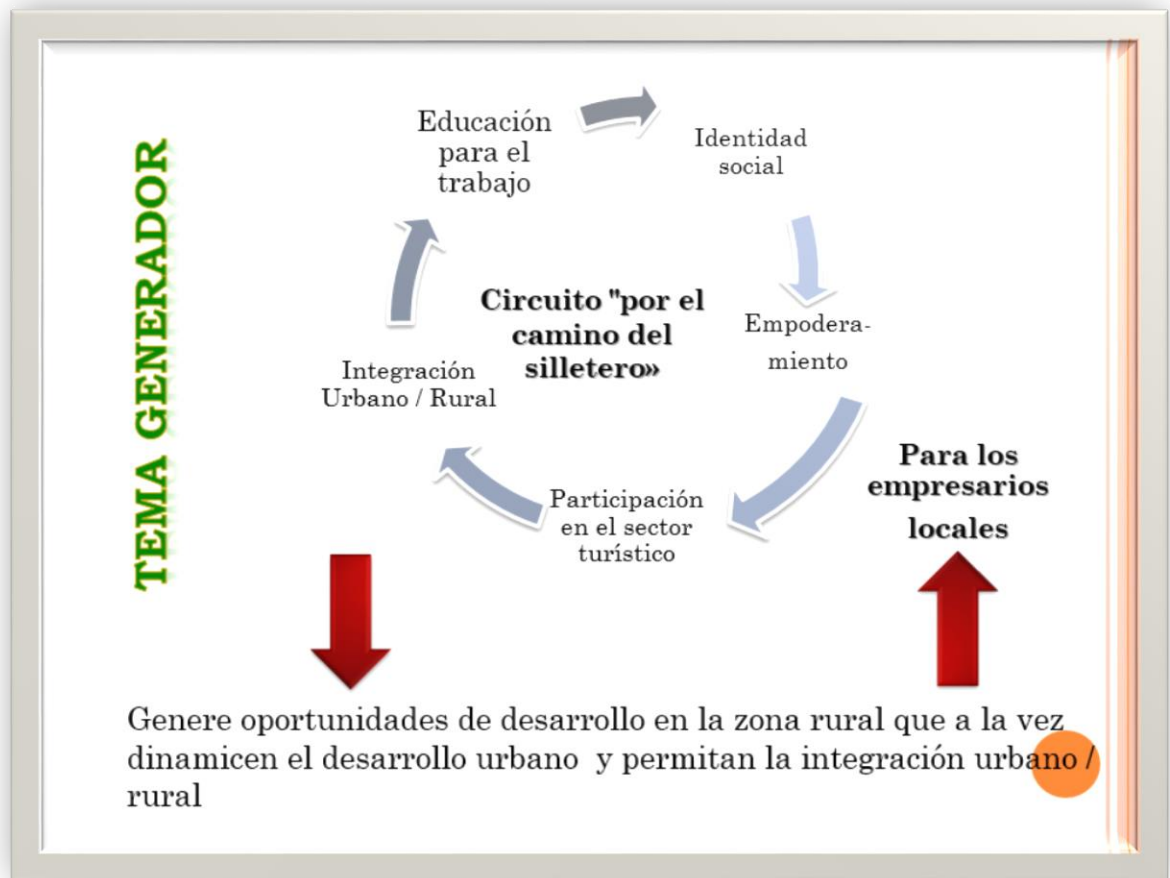 TEMA GENERADOR
Educación
para el
trabajo
Identidad
social
Circuito "por el
camino del
silletero»
Empodera-
miento
Integración
Urbano / Rural
Participación
en el sector
turístico
Para los
empresarios
locales
Genere oportunidades de desarrollo en la zona rural que a la vez
dinamicen el desarrollo urbano  y permitan la integración urbano /
rural